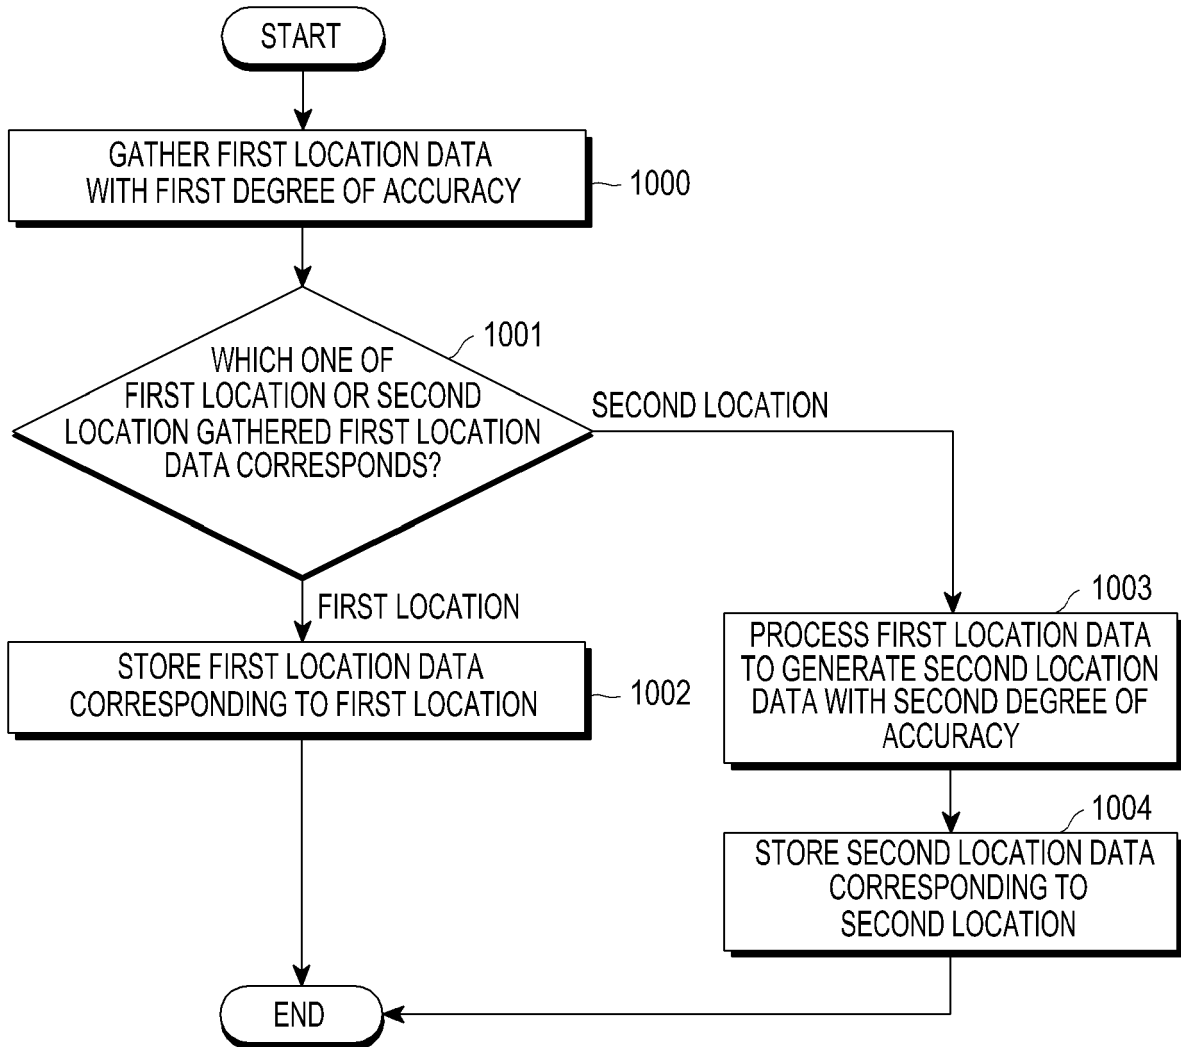 START
GATHER FIRST LOCATION DATA
WITH FIRST DEGREE OF ACCURACY
1000
1001
WHICH ONE OF
FIRST LOCATION OR SECOND
LOCATION GATHERED FIRST LOCATION
DATA CORRESPONDS?
SECOND LOCATION
FIRST LOCATION
STORE FIRST LOCATION DATA
CORRESPONDING TO FIRST LOCATION
1002
1003
PROCESS FIRST LOCATION DATA
TO GENERATE SECOND LOCATION
DATA WITH SECOND DEGREE OF
ACCURACY
1004
STORE SECOND LOCATION DATA
CORRESPONDING TO
SECOND LOCATION
END